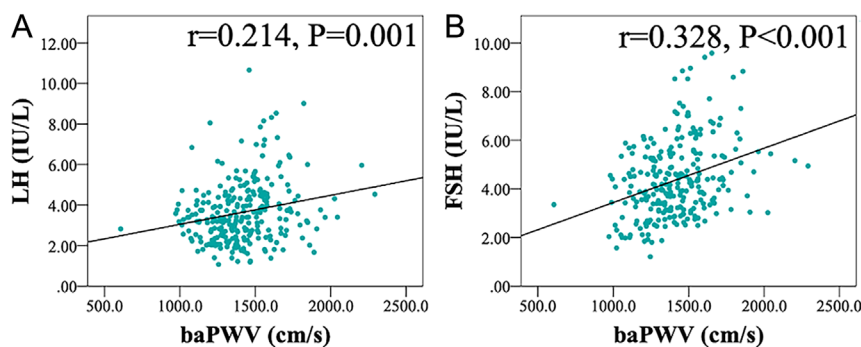 A
r=0.214, P=0.001
12.00
10.00
8.00
6.00
4.00
2.00
.00
LH (IU/L)
500.0 1000.0 1500.0 2000.0 2500.0
baPWV (cm/s)
B
r=0.328, P<0.001
10.00
8.00
6.00
4.00
2.00
.00
FSH (IU/L)
500.0 1000.0 1500.0 2000.0 2500.0
baPWV (cm/s)